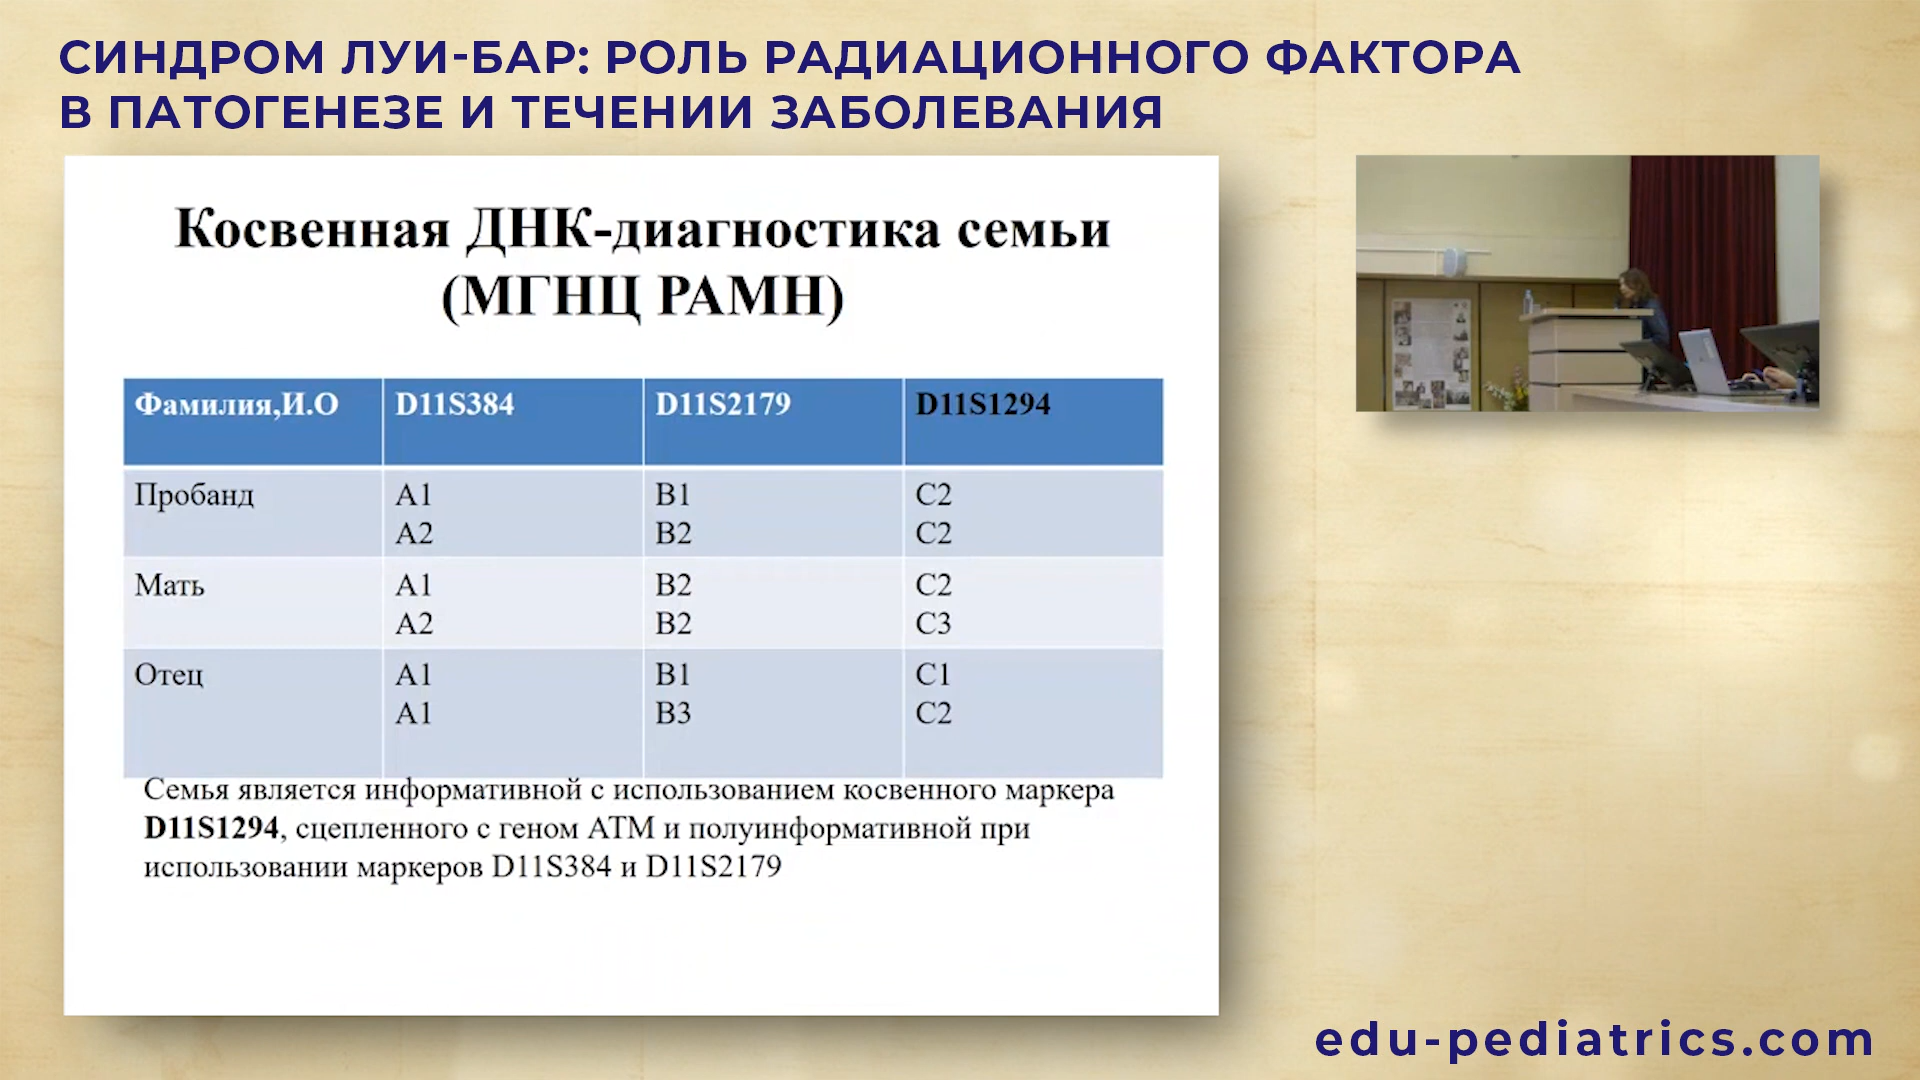 СИНДРОМ ЛУИ-БАР: РОЛЬ РАДИАЦИОННОГО ФАКТОРА
В ПАТОГЕНЕЗЕ И ТЕЧЕНИИ ЗАБОЛЕВАНИЯ
Косвенная ДНК-диагностика семьи
(МГНЦ РАМН)
Фамилия,И.О D11S384 D11S2179 D11S1294
Пробанд A1 B1 C2
A2 B2 C2
Мать A1 B2 C2
A2 B2 C3
Отец A1 B1 C1
A1 B3 C2
Семья является информативной с использованием косвенного маркера
D11S1294, сцепленного с геном АТМ и полуинформативной при
использовании маркеров D11S384 и D11S2179
edu-pediatrics.com